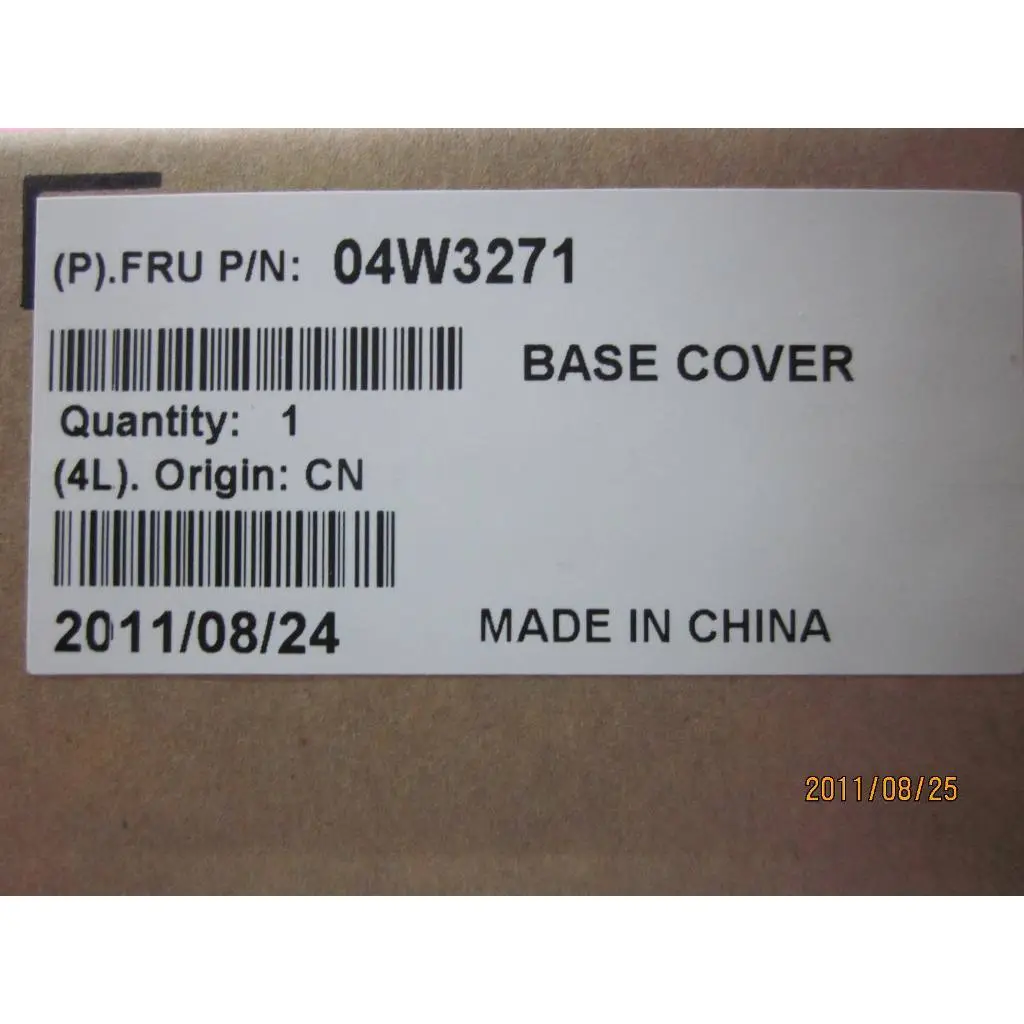 (P).FRU P/N: 04W3271
BASE COVER
Quantity: 1
(4L). Origin: CN
2011/08/24 MADE IN CHINA
2011/08/25